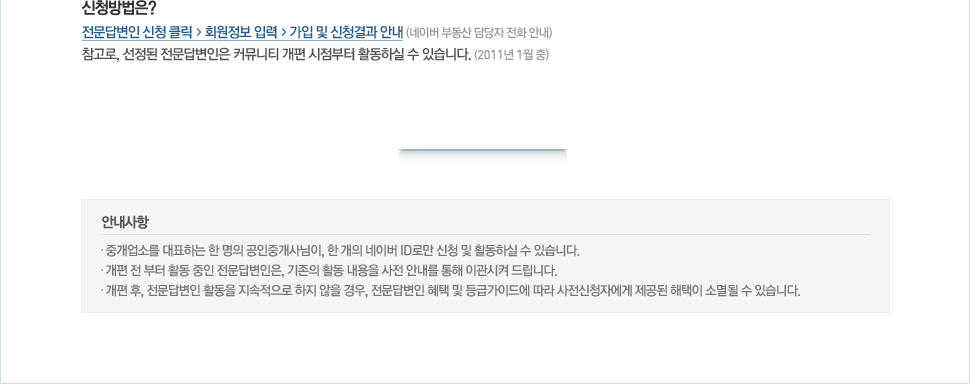 신청방법은?
전문답변인 신청 클릭 > 회원정보 입력 > 가입 및 신청결과 안내 (네이버 부동산 담당자 전화 안내)
참고로, 선정된 전문답변인은 커뮤니티 개편 시점부터 활동하실 수 있습니다. (2011년 1월 중)
안내사항
· 중개업소를 대표하는 한 명의 공인중개사님이, 한 개의 네이버 ID로만 신청 및 활동하실 수 있습니다.
· 개편 전 부터 활동 중인 전문답변인은, 기존의 활동 내용을 사전 안내를 통해 이관시켜 드립니다.
· 개편 후, 전문답변인 활동을 지속적으로 하지 않을 경우, 전문답변인 혜택 및 등급가이드에 따라 사전신청자에게 제공된 해택이 소멸될 수 있습니다.